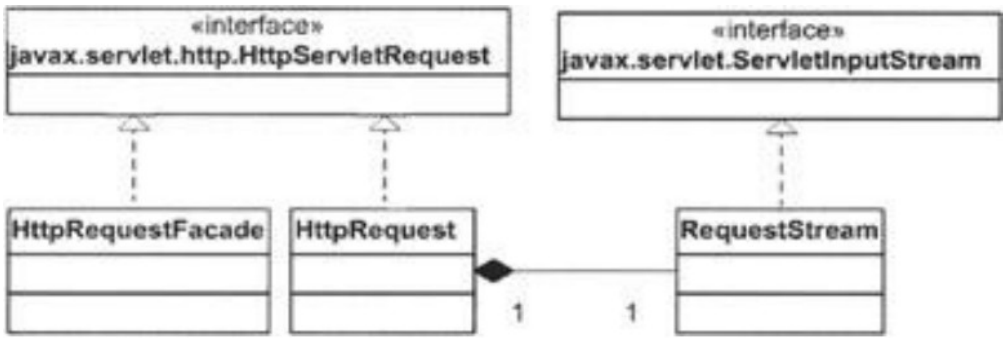 «interface»
javax.servlet.http.HttpServletRequest
«interface»
javax.servlet.ServletInputStream
HttpRequestFacade
HttpRequest
RequestStream
1
1